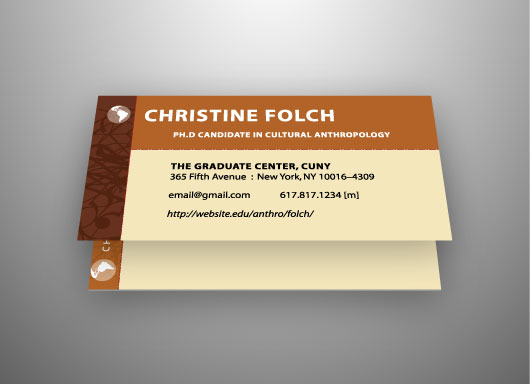 CHRISTINE FOLCH
PH.D CANDIDATE IN CULTURAL ANTHROPOLOGY
THE GRADUATE CENTER, CUNY
365 Fifth Avenue : New York, NY 10016–4309
email@gmail.com 617.817.1234 [m]
http://website.edu/anthro/folch/
CH